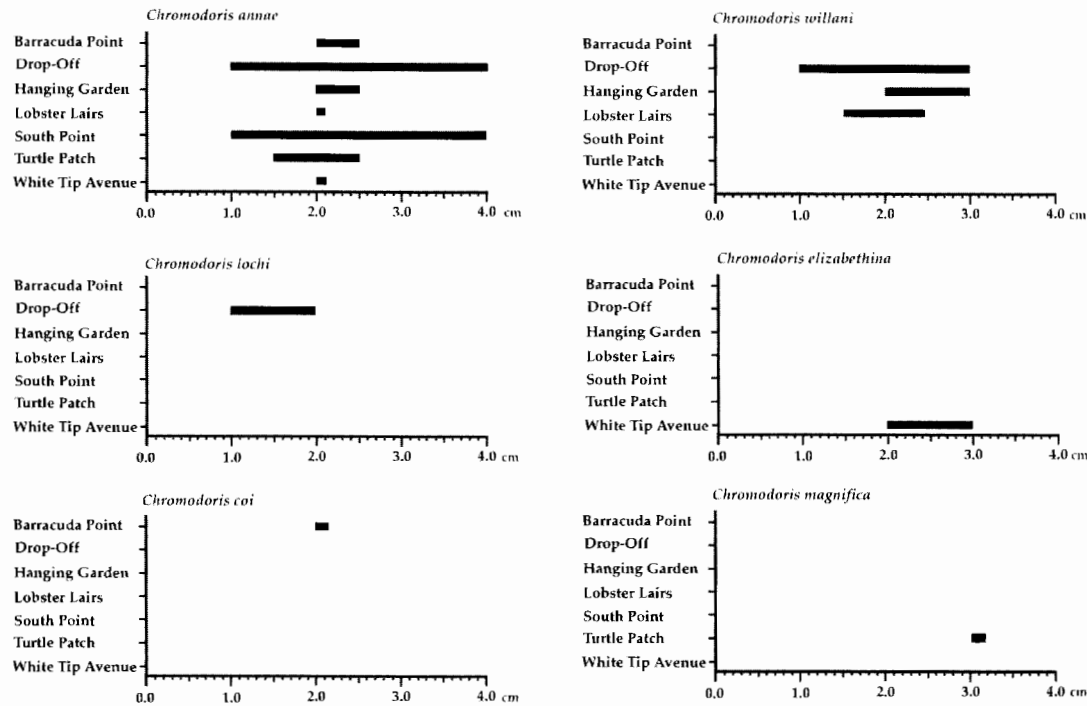 Chromodoris annae
Barracuda Point
Drop-Off
Hanging Garden
Lobster Lairs
South Point
Turtle Patch
White Tip Avenue
0.0 1.0 2.0 3.0 4.0 cm
Chromodoris willani
Barracuda Point
Drop-Off
Hanging Garden
Lobster Lairs
South Point
Turtle Patch
White Tip Avenue
0.0 1.0 2.0 3.0 4.0 cm
Chromodoris lochi
Barracuda Point
Drop-Off
Hanging Garden
Lobster Lairs
South Point
Turtle Patch
White Tip Avenue
0.0 1.0 2.0 3.0 4.0 cm
Chromodoris elizabethina
Barracuda Point
Drop-Off
Hanging Garden
Lobster Lairs
South Point
Turtle Patch
White Tip Avenue
0.0 1.0 2.0 3.0 4.0 cm
Chromodoris coi
Barracuda Point
Drop-Off
Hanging Garden
Lobster Lairs
South Point
Turtle Patch
White Tip Avenue
0.0 1.0 2.0 3.0 4.0 cm
Chromodoris magnifica
Barracuda Point
Drop-Off
Hanging Garden
Lobster Lairs
South Point
Turtle Patch
White Tip Avenue
0.0 1.0 2.0 3.0 4.0 cm